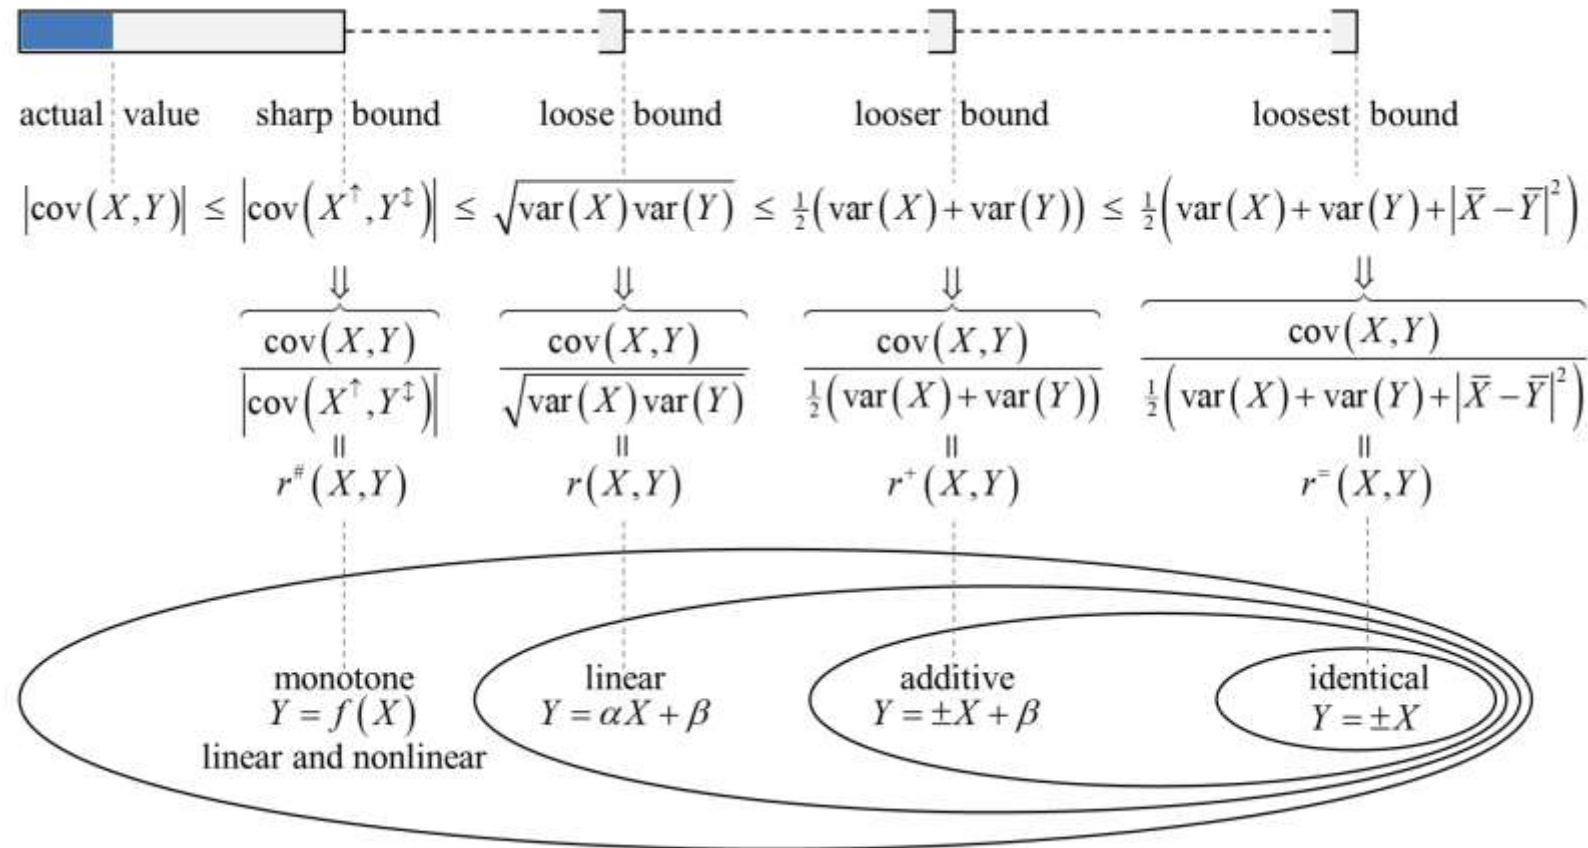 actual value sharp bound loose bound looser bound loosest bound
|cov(X,Y)| ≤ |cov(X^↑,Y^↕)| ≤ √(var(X)var(Y)) ≤ ½(var(X)+var(Y)) ≤ ½(var(X)+var(Y)+|X̅−Y̅|²)
⇓ ⇓ ⇓ ⇓
cov(X,Y) cov(X,Y) cov(X,Y) cov(X,Y)
|cov(X^↑,Y^↕)| √(var(X)var(Y)) ½(var(X)+var(Y)) ½(var(X)+var(Y)+|X̅−Y̅|²)
= = = =
r^#(X,Y) r(X,Y) r^+(X,Y) r^=(X,Y)
monotone linear additive identical
Y=f(X) Y=αX+β Y=±X+β Y=±X
linear and nonlinear